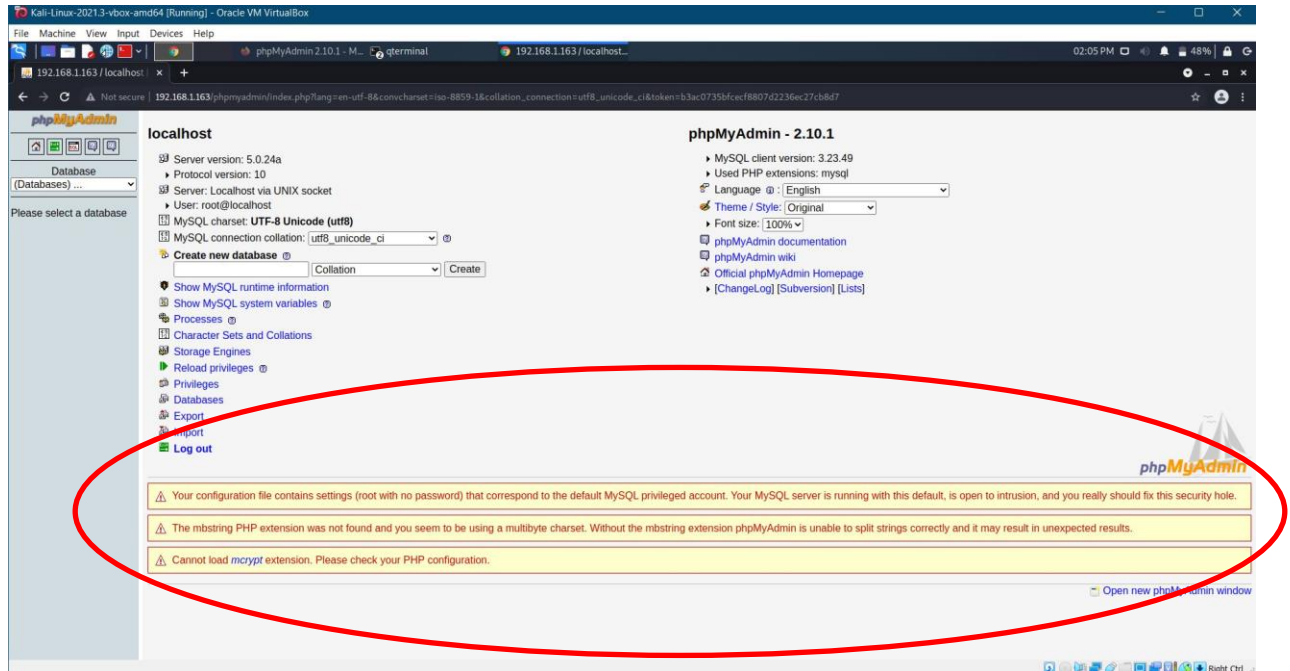 Kali-Linux-2021.3-vbox-amd64 [Running] - Oracle VM VirtualBox
File Machine View Input Devices Help
phpMyAdmin 2.10.1 - M... qterminal 192.168.1.163 / localhost... 02:05 PM 48%
192.168.1.163 / localhost
Not secure 192.168.1.163/phpmyadmin/index.php?lang=en-utf-8&convcharset=iso-8859-1&collation_connection=utf8_unicode_ci&token=b3ac0735bfcecf8807d2236ec27cb8d7
phpMyAdmin
Database
(Databases) ...
Please select a database
localhost
Server version: 5.0.24a
Protocol version: 10
Server: Localhost via UNIX socket
User: root@localhost
MySQL charset: UTF-8 Unicode (utf8)
MySQL connection collation: utf8_unicode_ci
Create new database
Collation Create
Show MySQL runtime information
Show MySQL system variables
Processes
Character Sets and Collations
Storage Engines
Reload privileges
Privileges
Databases
Export
Import
Log out
phpMyAdmin - 2.10.1
MySQL client version: 3.23.49
Used PHP extensions: mysql
Language : English
Theme / Style: Original
Font size: 100%
phpMyAdmin documentation
phpMyAdmin wiki
Official phpMyAdmin Homepage
[ChangeLog] [Subversion] [Lists]
phpMyAdmin
Your configuration file contains settings (root with no password) that correspond to the default MySQL privileged account. Your MySQL server is running with this default, is open to intrusion, and you really should fix this security hole.
The mbstring PHP extension was not found and you seem to be using a multibyte charset. Without the mbstring extension phpMyAdmin is unable to split strings correctly and it may result in unexpected results.
Cannot load mcrypt extension. Please check your PHP configuration.
Open new phpMyAdmin window
Right Ctrl